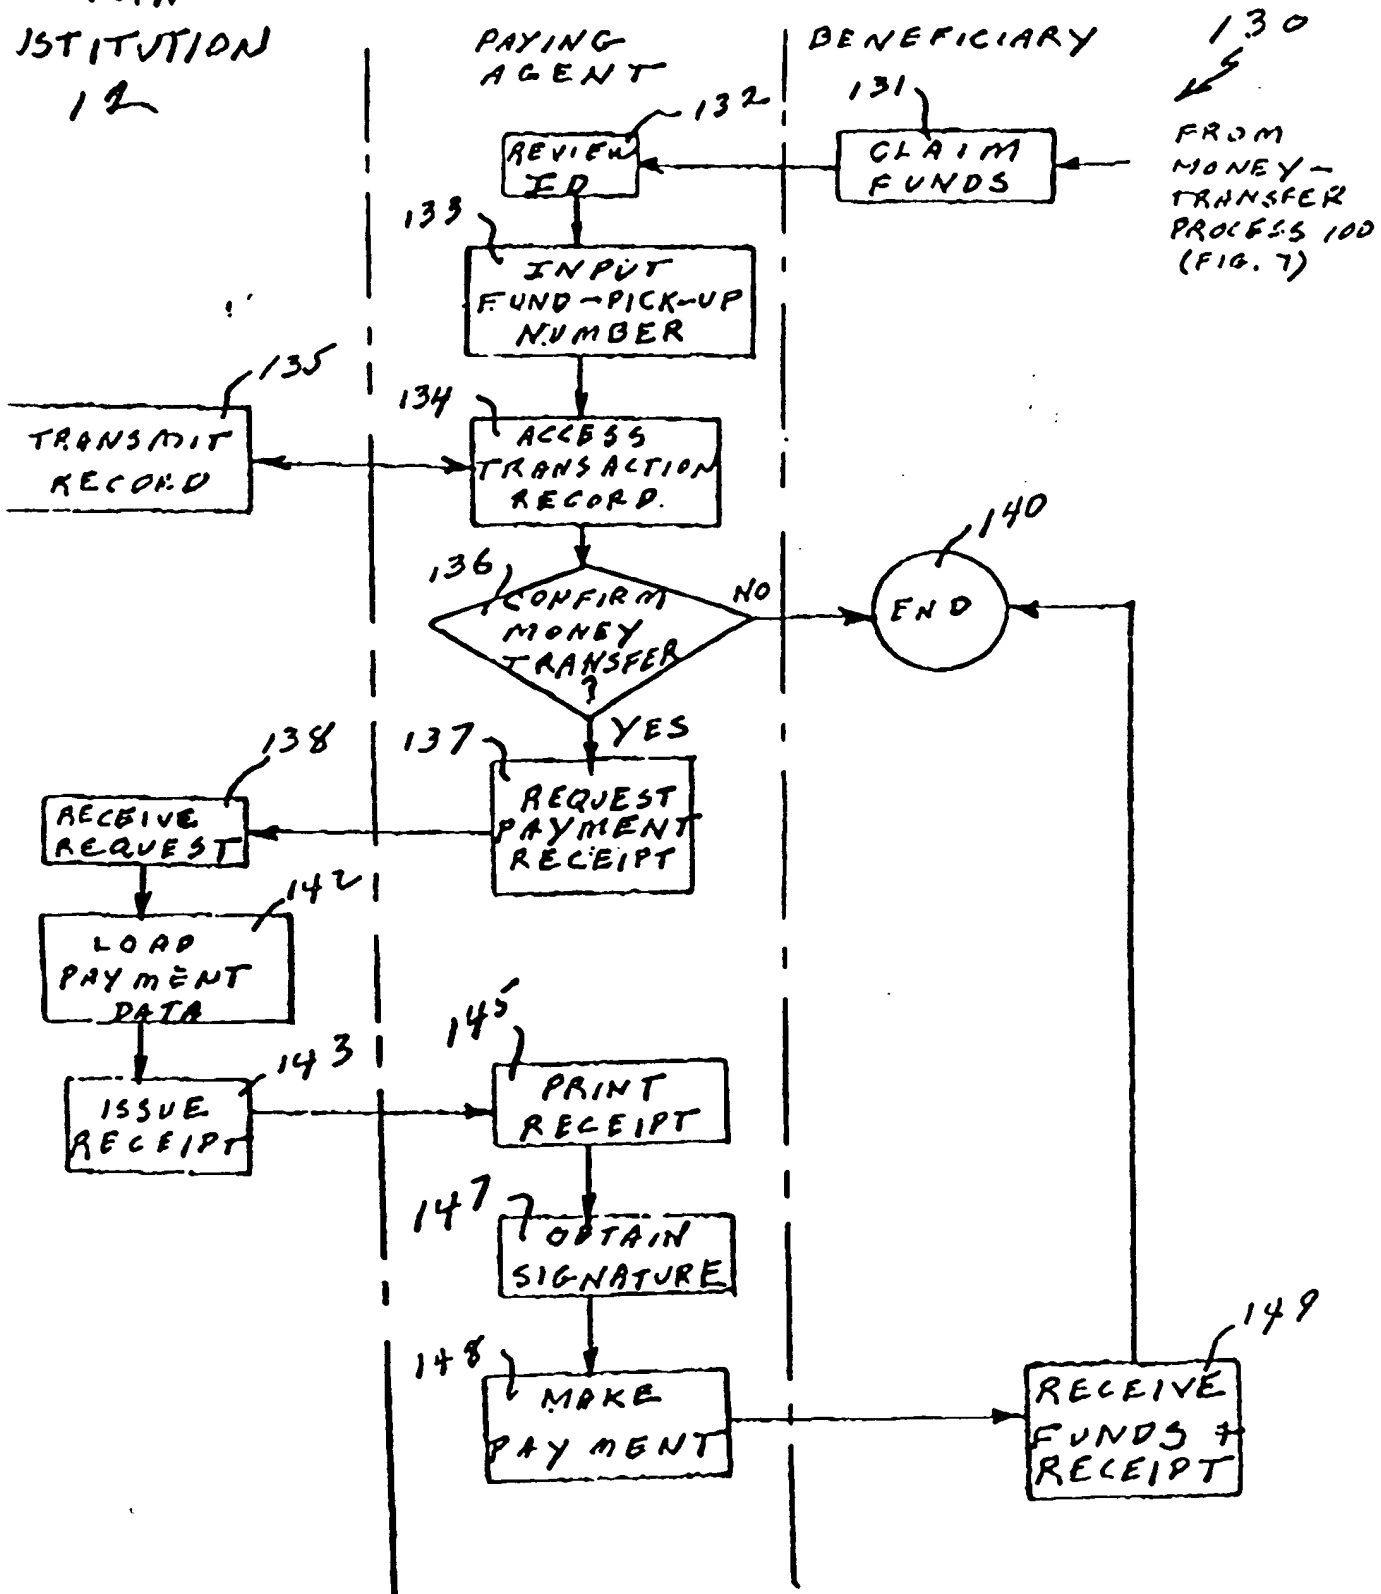 ISTITUTION
12
PAYING
AGENT
BENEFICIARY
130
FROM
MONEY-
TRANSFER
PROCESS 100
(FIG. 7)
131
CLAIM
FUNDS
132
REVIEW
ID
133
INPUT
FUND-PICK-UP
NUMBER
134
ACCESS
TRANSACTION
RECORD.
135
TRANSMIT
RECORD
136
CONFIRM
MONEY
TRANSFER
?
NO
140
END
YES
137
REQUEST
PAYMENT
RECEIPT
138
RECEIVE
REQUEST
142
LOAD
PAYMENT
DATA
143
ISSUE
RECEIPT
145
PRINT
RECEIPT
147
OBTAIN
SIGNATURE
148
MAKE
PAYMENT
149
RECEIVE
FUNDS +
RECEIPT